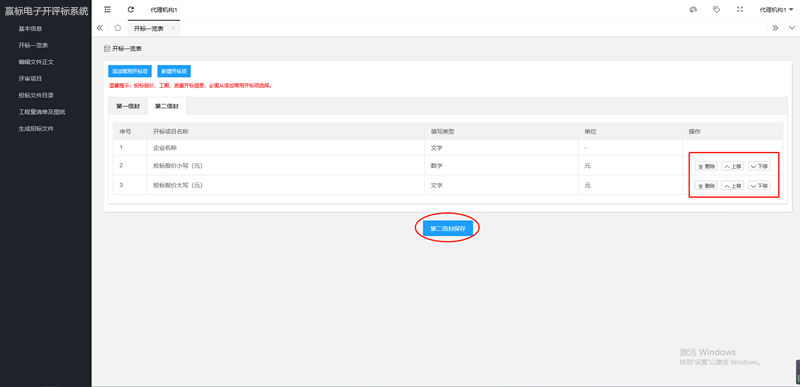 赢标电子开评标系统
代理机构1
代理机构1
基本信息
开标一览表
编辑文件正文
评审项目
投标文件目录
工程量清单及图纸
生成招标文件
开标一览表 ×
开标一览表
添加常用开标项 新增开标项
温馨提示：投标报价、工期、质量开标信息，必需从添加常用开标项选择。
第一信封 第二信封
序号 开标项目名称 填写类型 单位 操作
1 企业名称 文字 -
2 投标报价小写（元） 数字 元 删除 上移 下移
3 投标报价大写（元） 文字 元 删除 上移 下移
第二信封保存
激活 Windows
转到"设置"以激活 Windows。